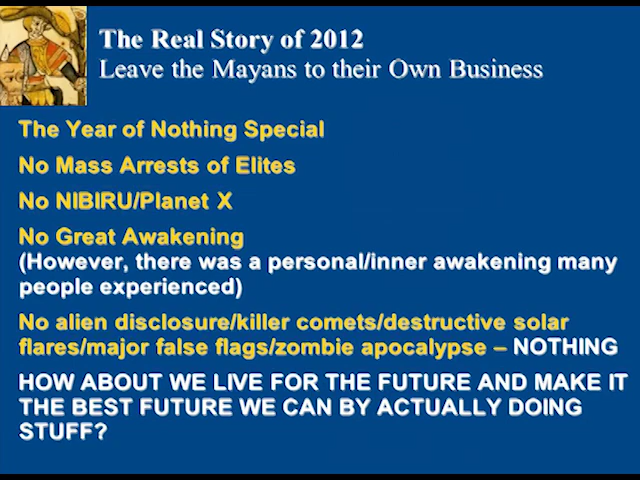 The Real Story of 2012
Leave the Mayans to their Own Business
The Year of Nothing Special
No Mass Arrests of Elites
No NIBIRU/Planet X
No Great Awakening
(However, there was a personal/inner awakening many
people experienced)
No alien disclosure/killer comets/destructive solar
flares/major false flags/zombie apocalypse – NOTHING
HOW ABOUT WE LIVE FOR THE FUTURE AND MAKE IT
THE BEST FUTURE WE CAN BY ACTUALLY DOING
STUFF?